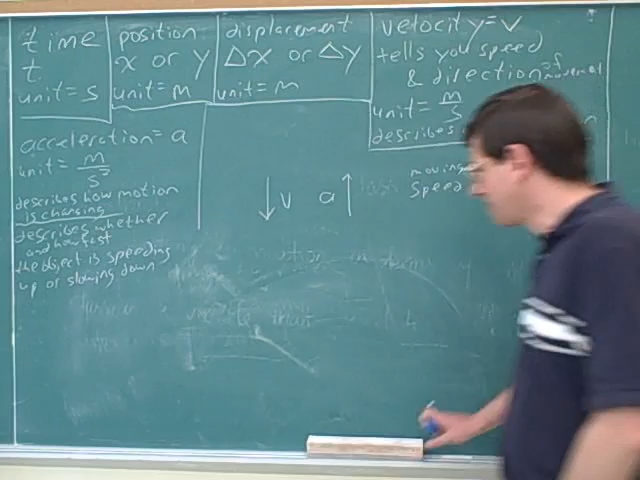 time
t
unit = s
position
x or y
unit = m
displacement
Δx or Δy
unit = m
velocity = v
tells you speed
& direction of movement
unit = m/s
describes
acceleration = a
unit = m/s²
describes how motion
is changing
describes whether
and how fast
the object is speeding
up or slowing down
↓ v a ↑
moving
speed